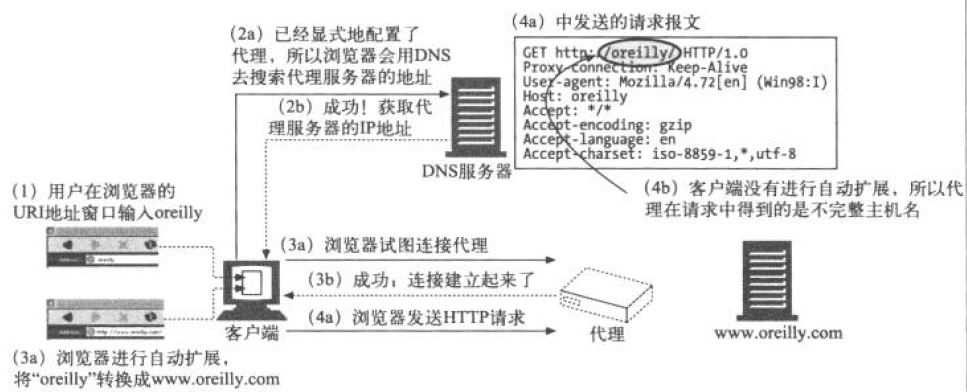 (4a) 中发送的请求报文
(2a) 已经显式地配置了
代理，所以浏览器会用DNS
去搜索代理服务器的地址
GET http://oreilly/ HTTP/1.0
Proxy-connection: Keep-Alive
User-agent: Mozilla/4.72[en] (Win98:I)
Host: oreilly
Accept: */*
Accept-encoding: gzip
Accept-language: en
Accept-charset: iso-8859-1,*,utf-8
(2b) 成功！获取代
理服务器的IP地址
DNS服务器
(4b) 客户端没有进行自动扩展，所以代
理在请求中得到的是不完整主机名
(1) 用户在浏览器的
URI地址窗口输入oreilly
oreilly
(3a) 浏览器试图连接代理
(3b) 成功；连接建立起来了
(4a) 浏览器发送HTTP请求
客户端
代理
www.oreilly.com
(3a) 浏览器进行自动扩展，
将“oreilly”转换成www.oreilly.com